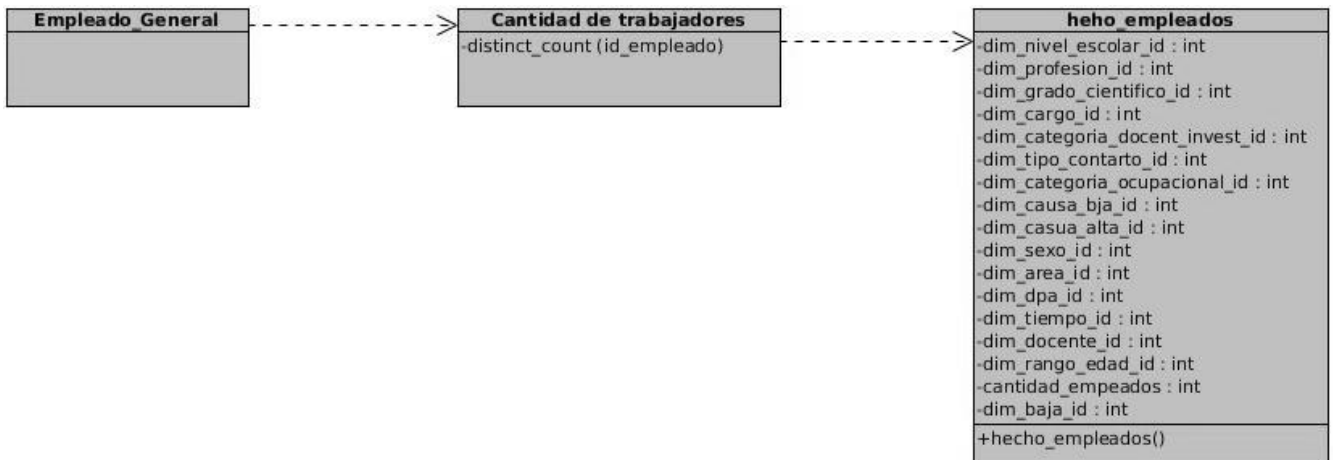 Empleado_General
Cantidad de trabajadores
-distinct_count (id_empleado)
heho_empleados
-dim_nivel_escolar_id : int
-dim_profesion_id : int
-dim_grado_cientifico_id : int
-dim_cargo_id : int
-dim_categoria_docent_invest_id : int
-dim_tipo_contarto_id : int
-dim_categoria_ocupacional_id : int
-dim_causa_bja_id : int
-dim_casua_alta_id : int
-dim_sexo_id : int
-dim_area_id : int
-dim_dpa_id : int
-dim_tiempo_id : int
-dim_docente_id : int
-dim_rango_edad_id : int
-cantidad_empeados : int
-dim_baja_id : int
+hecho_empleados()